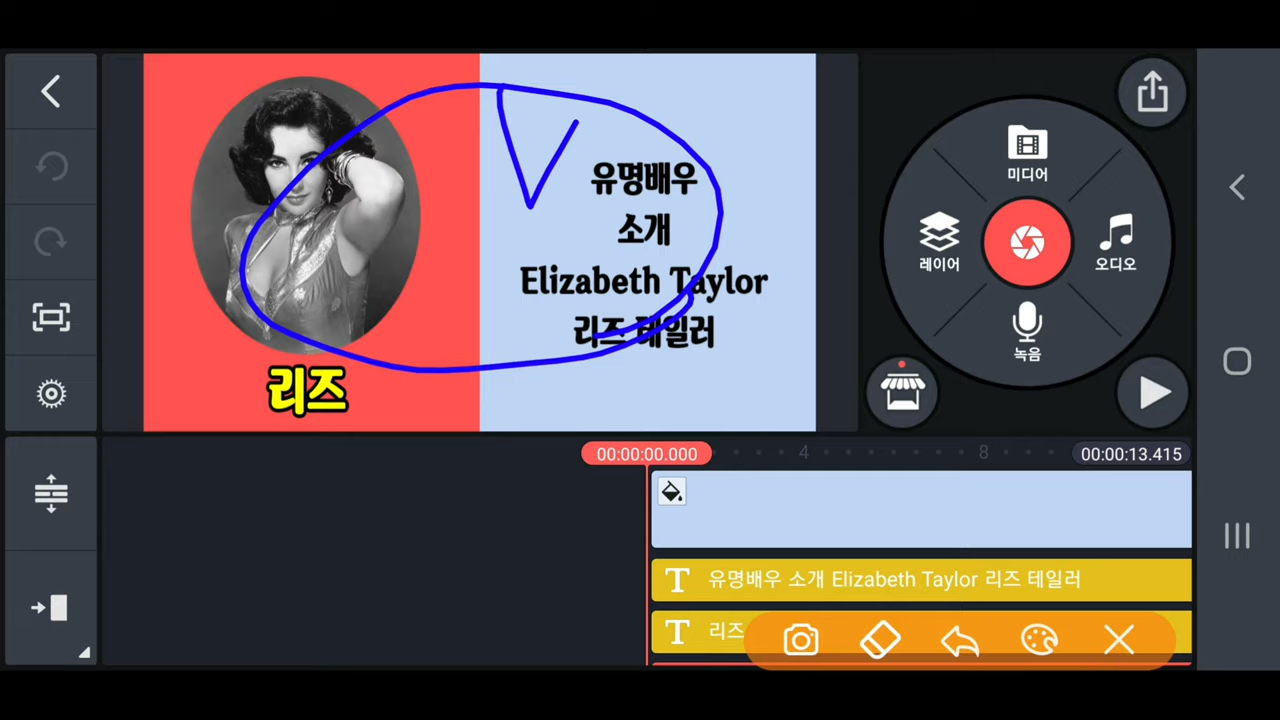 유명배우
소개
Elizabeth Taylor
리즈 테일러
리즈
미디어
레이어
오디오
녹음
00:00:00.000
4
8
00:00:13.415
T 유명배우 소개 Elizabeth Taylor 리즈 테일러
T 리즈